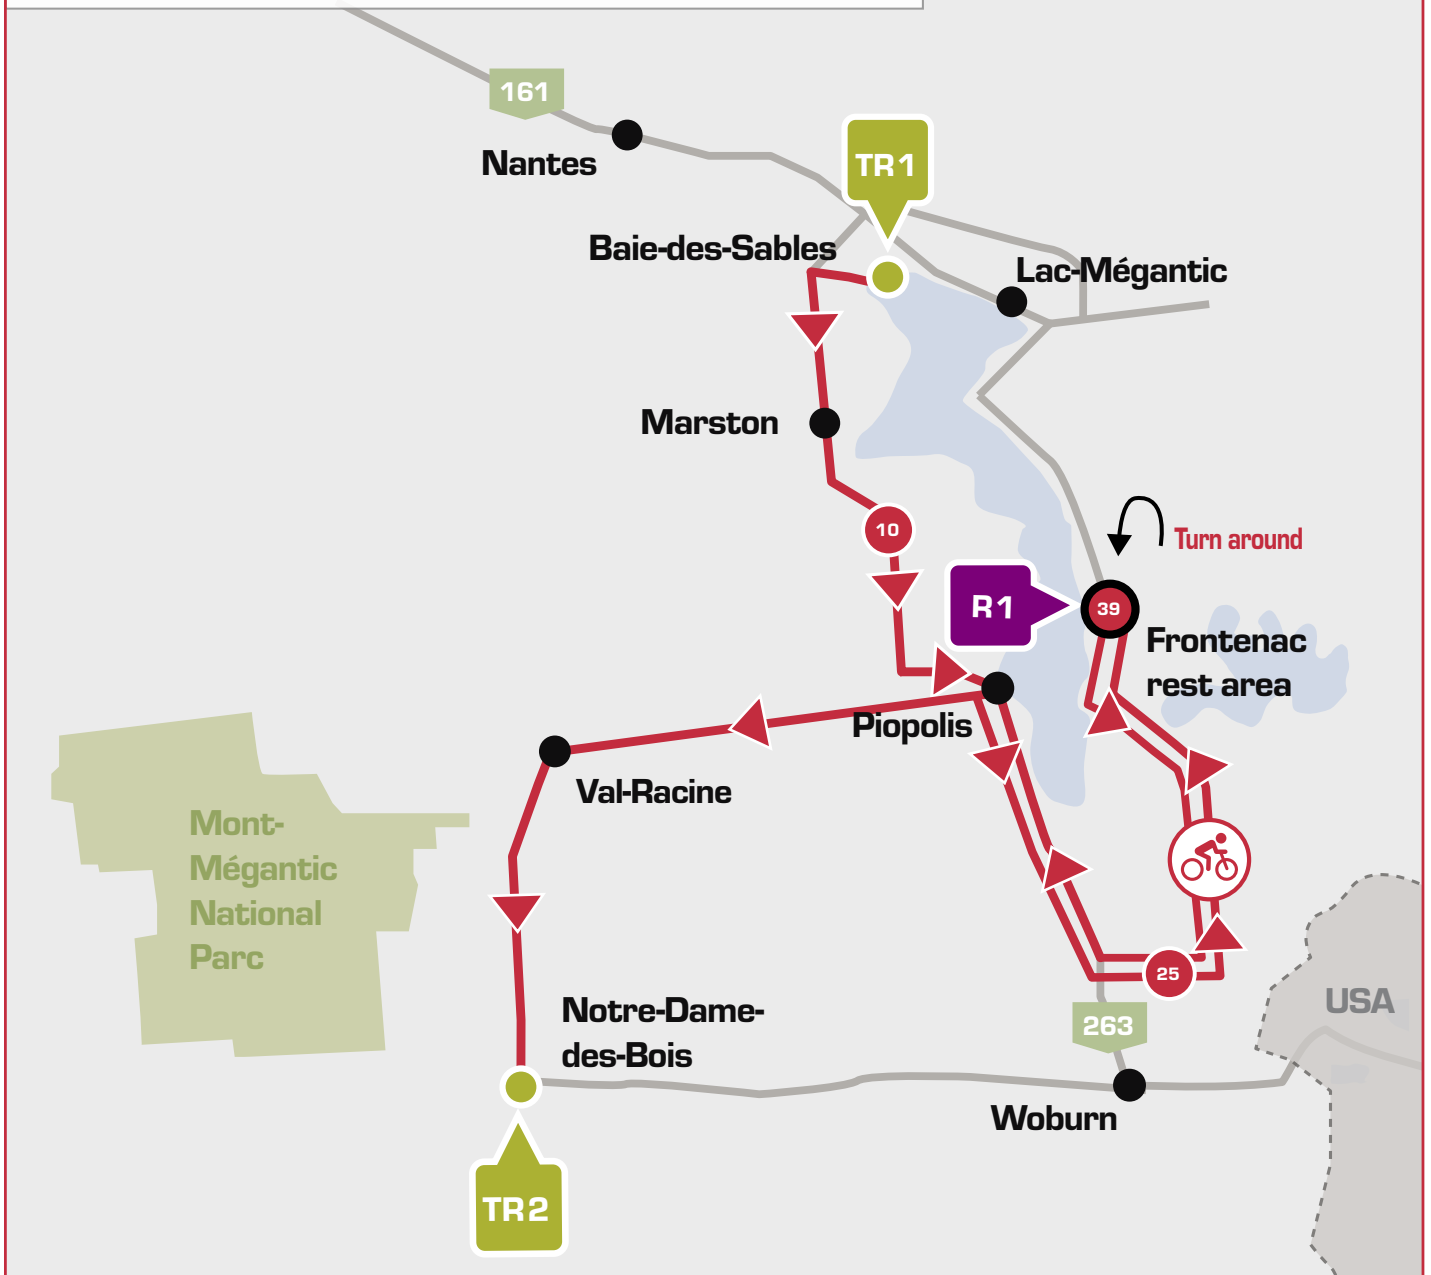 161
Nantes
TR1
Baie-des-Sables
Lac-Mégantic
Marston
10
Turn around
R1
39
Frontenac
rest area
Piopolis
Val-Racine
Mont-
Mégantic
National
Parc
25
USA
Notre-Dame-
des-Bois
263
Woburn
TR2